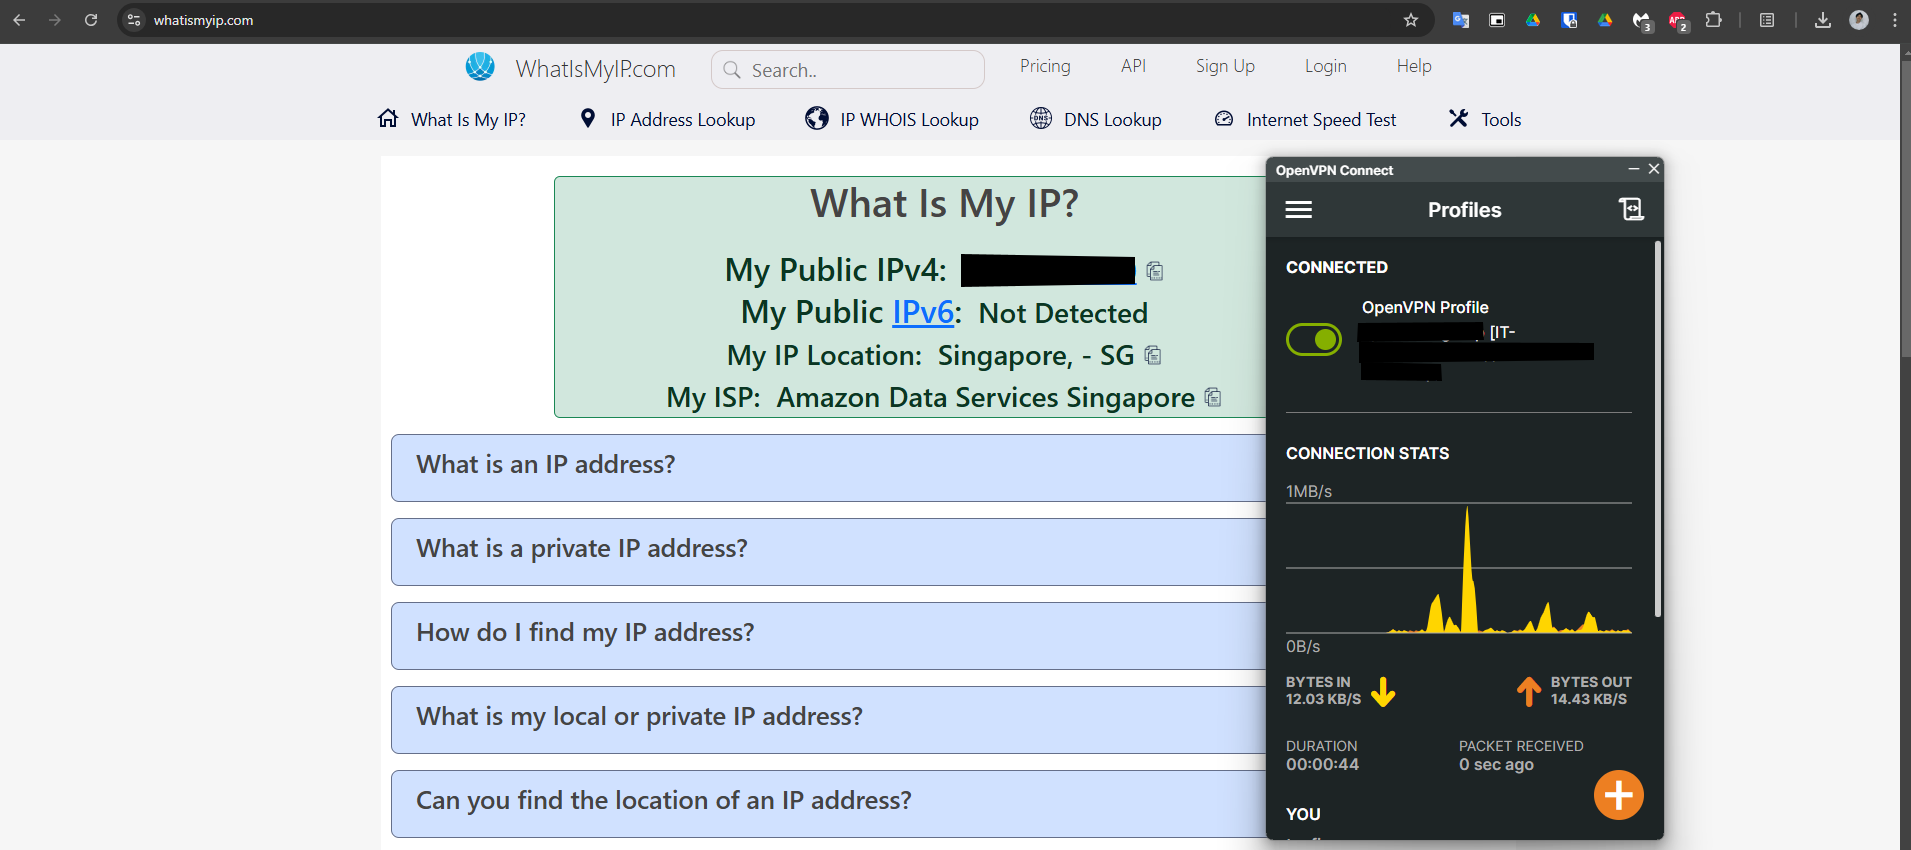 whatismyip.com
3
2
WhatIsMyIP.com
Search..
Pricing
API
Sign Up
Login
Help
What Is My IP?
IP Address Lookup
IP WHOIS Lookup
DNS Lookup
Internet Speed Test
Tools
What Is My IP?
My Public IPv4:
My Public IPv6: Not Detected
My IP Location: Singapore, - SG
My ISP: Amazon Data Services Singapore
What is an IP address?
What is a private IP address?
How do I find my IP address?
What is my local or private IP address?
Can you find the location of an IP address?
OpenVPN Connect
Profiles
CONNECTED
OpenVPN Profile
[IT-
CONNECTION STATS
1MB/s
0B/s
BYTES IN
12.03 KB/S
BYTES OUT
14.43 KB/S
DURATION
00:00:44
PACKET RECEIVED
0 sec ago
YOU